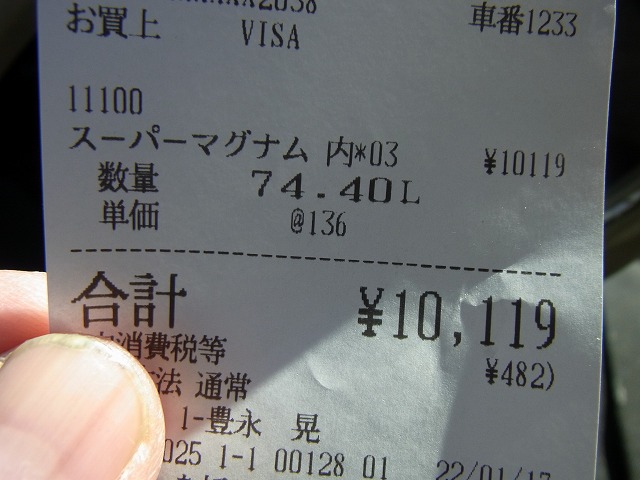 2058
お買上 VISA 車番1233
11100
スーパーマグナム 内*03 ¥10119
数量 74.40L
単価 @136
合計 ¥10,119
消費税等 ¥482)
法 通常
1-豊永 晃
025 1-1 00128 01 22/01/17